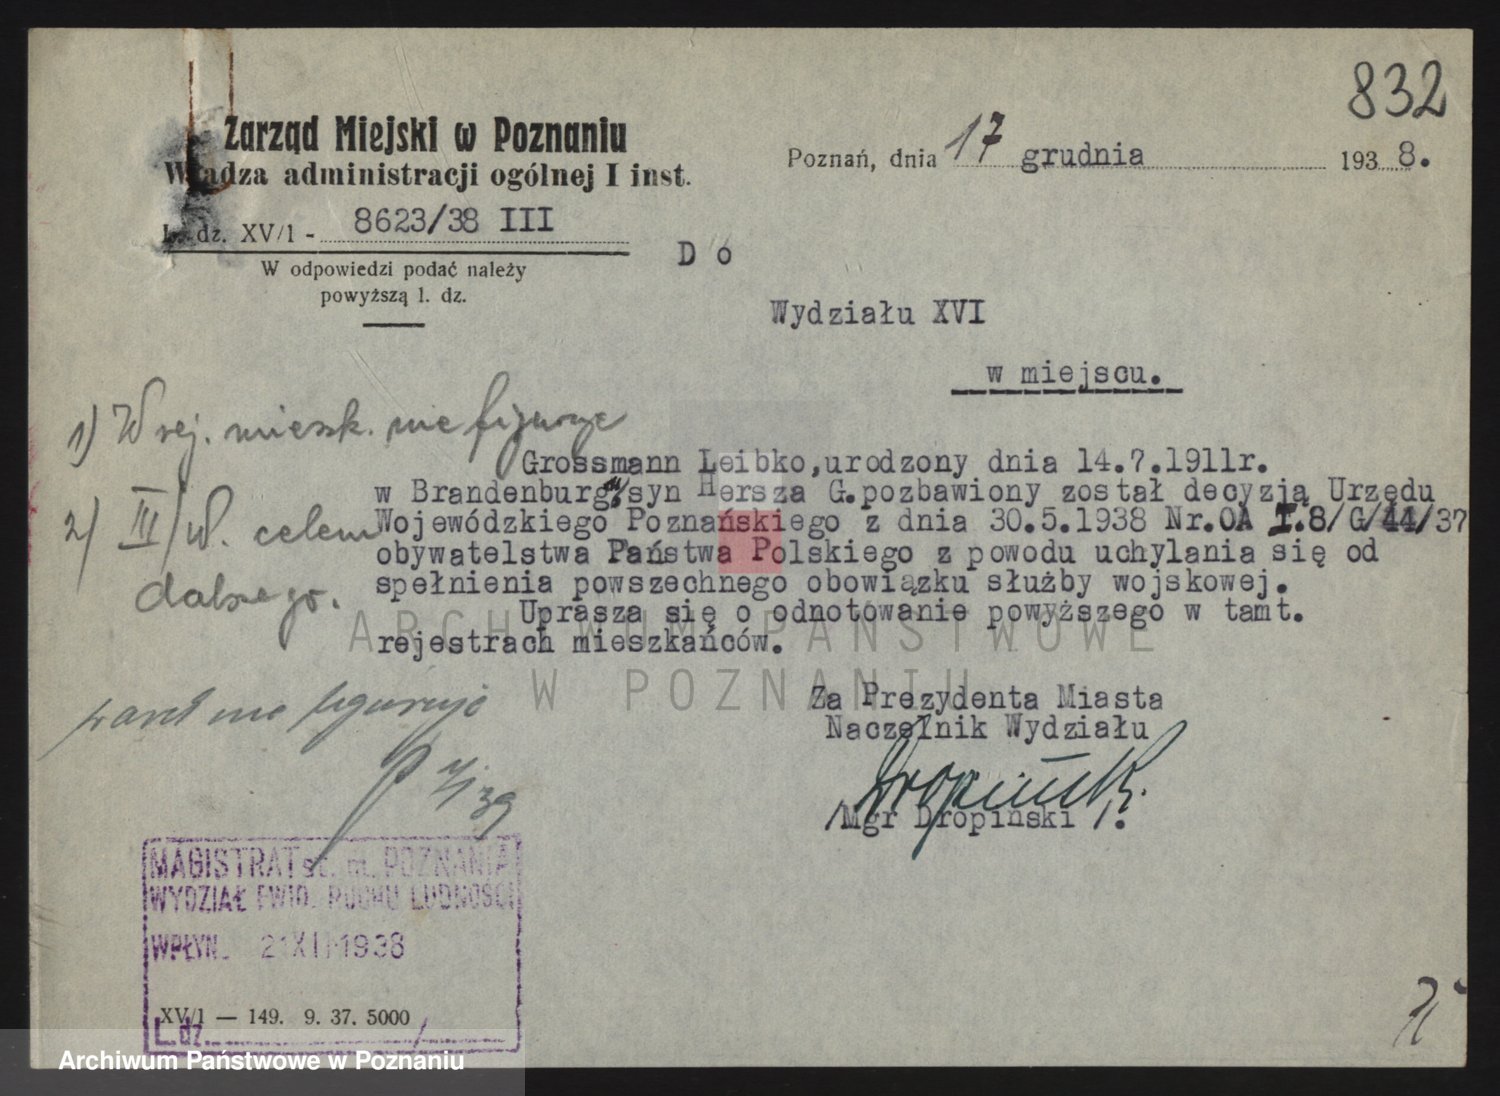 832
Zarząd Miejski w Poznaniu
Władza administracji ogólnej I inst.
Poznań, dnia 17 grudnia 1938.
L. dz. XV/1 - 8623/38 III
W odpowiedzi podać należy
powyższą l. dz.
Do
Wydziału XVI
w miejscu.
1) W rej. mieszk. nie figuruje
2) III/W. celem
dalszego.
Grossmann Leibko, urodzony dnia 14.7.1911r.
w Brandenburgu, syn Hersza G. pozbawiony został decyzją Urzędu
Wojewódzkiego Poznańskiego z dnia 30.5.1938 Nr.OA I.8/G/44/37
obywatelstwa Państwa Polskiego z powodu uchylania się od
spełnienia powszechnego obowiązku służby wojskowej.
Uprasza się o odnotowanie powyższego w tamt.
rejestrach mieszkańców.
nie figuruje
39
Za Prezydenta Miasta
Naczelnik Wydziału
Dropiński
/Mgr Dropiński/.
MAGISTRAT st. m. POZNANIA
WYDZIAŁ EWID. RUCHU LUDNOŚCI
WPŁYN. 21 XII 1938
XV/1 — 149. 9. 37. 5000
L. dz.
ARCHIWUM PAŃSTWOWE
W POZNANIU
Archiwum Państwowe w Poznaniu